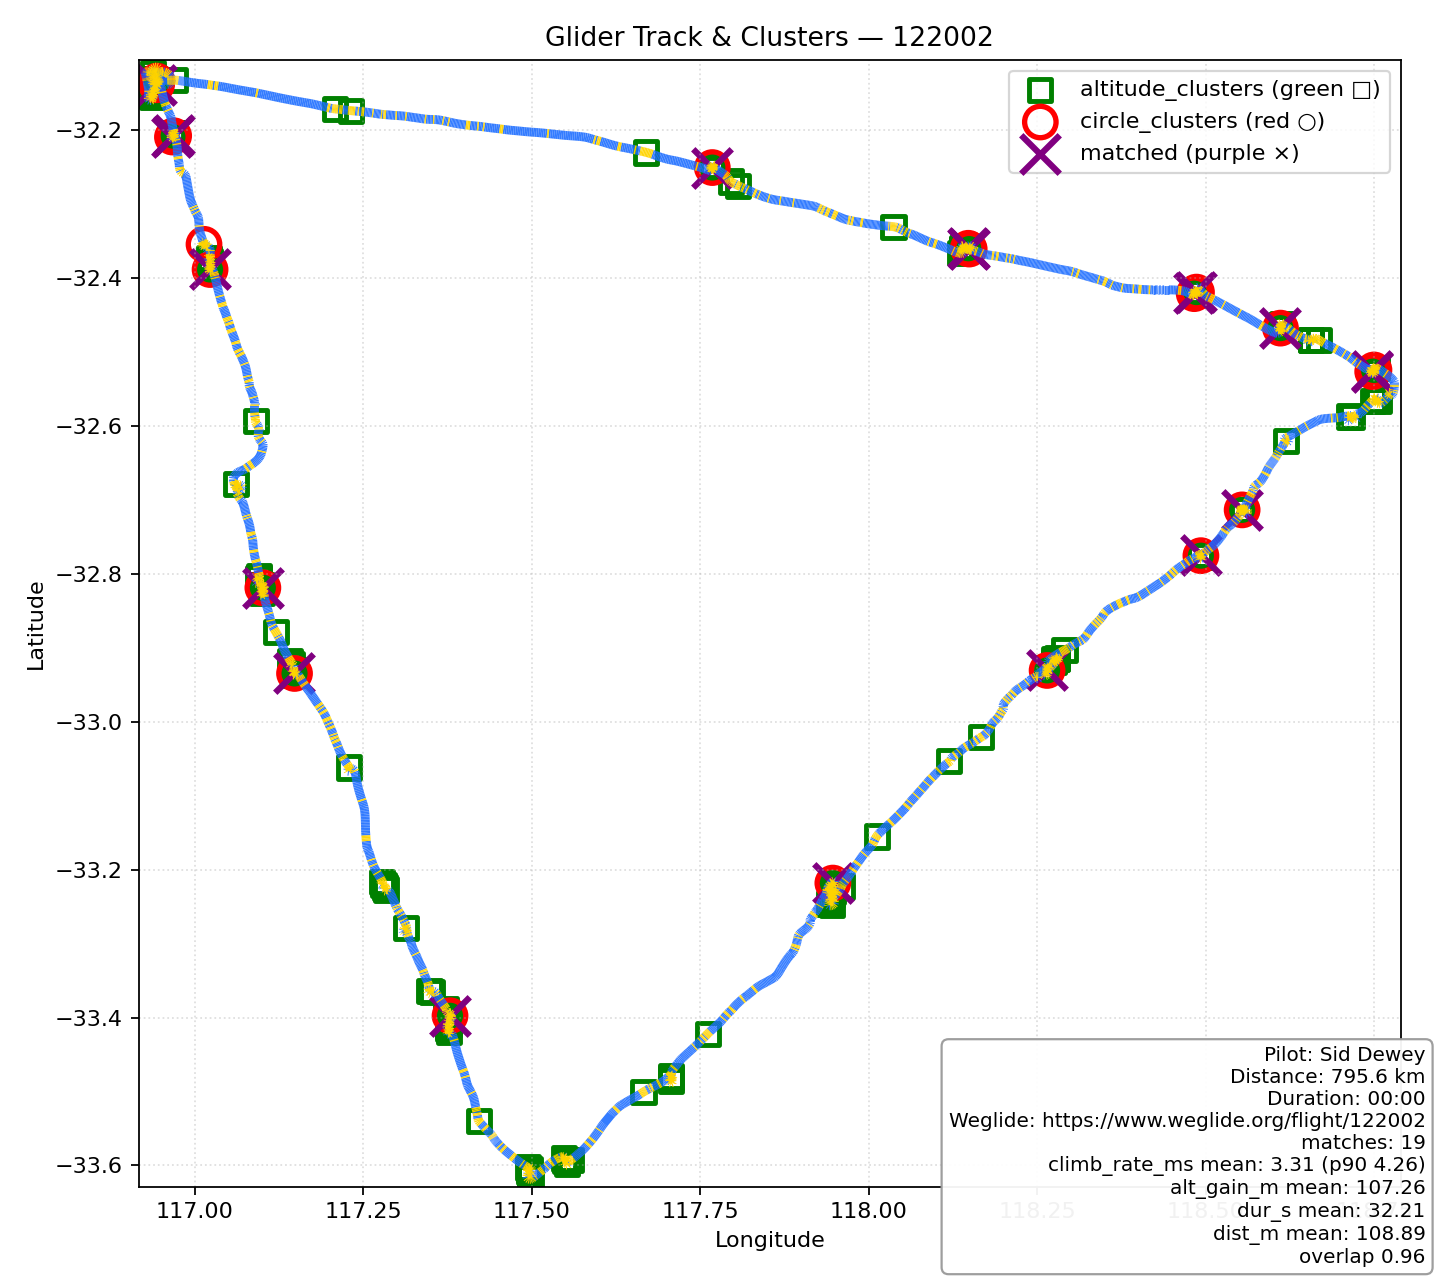 Glider Track & Clusters — 122002
altitude_clusters (green □)
circle_clusters (red ○)
matched (purple ×)
−32.2
−32.4
−32.6
−32.8
−33.0
−33.2
−33.4
−33.6
Latitude
117.00
117.25
117.50
117.75
118.00
118.25
118.50
Longitude
Pilot: Sid Dewey
Distance: 795.6 km
Duration: 00:00
Weglide: https://www.weglide.org/flight/122002
matches: 19
climb_rate_ms mean: 3.31 (p90 4.26)
alt_gain_m mean: 107.26
dur_s mean: 32.21
dist_m mean: 108.89
overlap 0.96